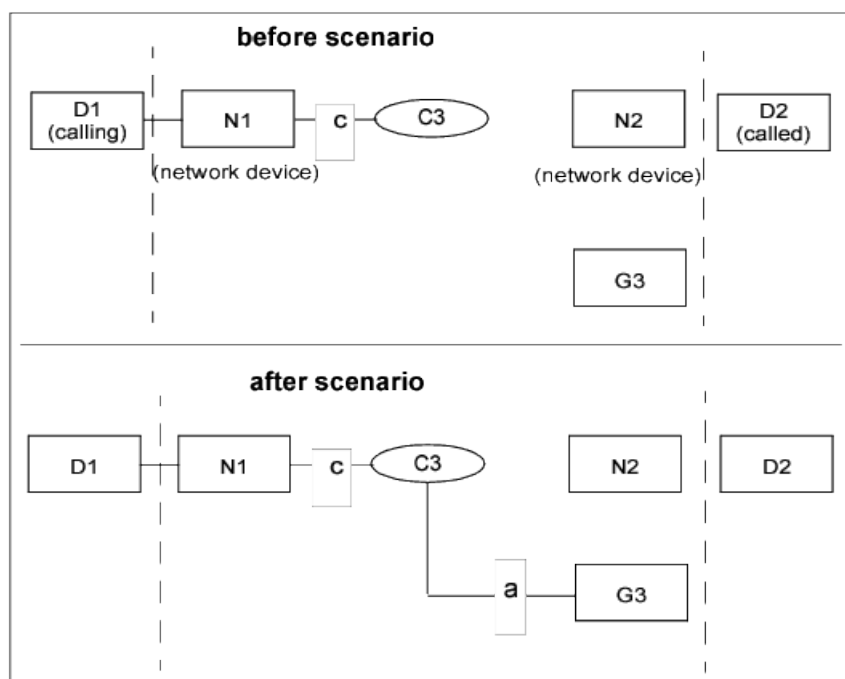 before scenario
D1
(calling)
N1
c
C3
N2
D2
(called)
(network device)
(network device)
G3
after scenario
D1
N1
c
C3
N2
D2
a
G3